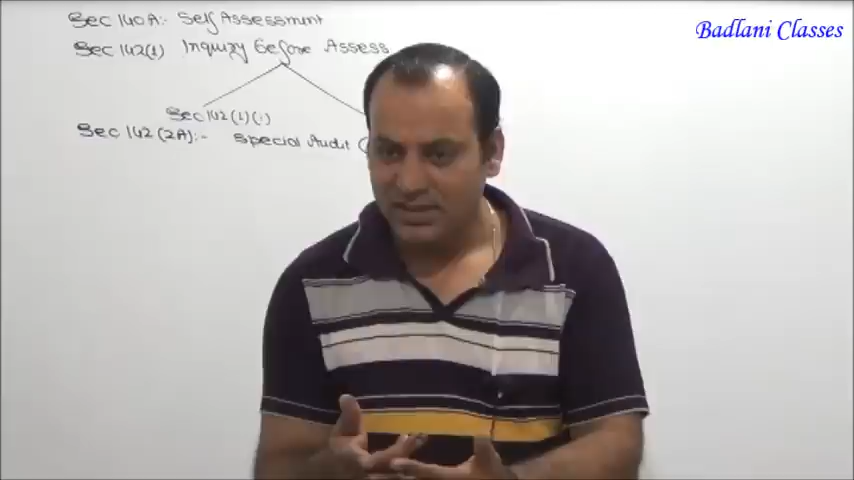 Badlani Classes
Sec 140A:- Self Assessment
Sec 142(1) Inquiry Before Assess
Sec 142(1)(i)
Sec 142(2A):- Special Audit (